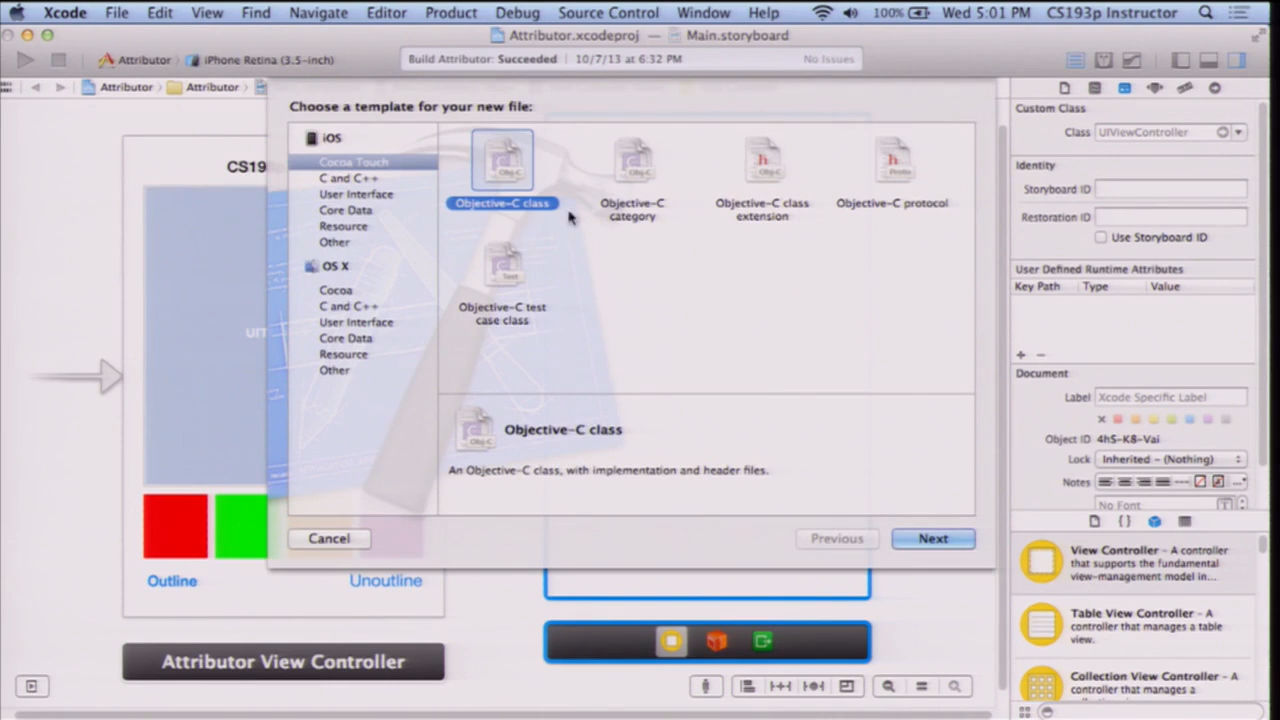 Xcode File Edit View Find Navigate Editor Product Debug Source Control Window Help 100% Wed 5:01 PM CS193p Instructor
Attributor.xcodeproj — Main.storyboard
Attributor iPhone Retina (3.5-inch) Build Attributor: Succeeded 10/7/13 at 6:32 PM No Issues
Attributor Attributor
Choose a template for your new file:
iOS
Cocoa Touch
C and C++
User Interface
Core Data
Resource
Other
OS X
Cocoa
C and C++
User Interface
Core Data
Resource
Other
Obj-C
Objective-C class
Obj-C
Objective-C
category
h
Obj-C
Objective-C class
extension
h
Proto
Objective-C protocol
Test
Objective-C test
case class
Obj-C
Objective-C class
An Objective-C class, with implementation and header files.
Cancel
Previous
Next
CS193
Outline
Unoutline
Attributor View Controller
Custom Class
Class UIViewController
Identity
Storyboard ID
Restoration ID
Use Storyboard ID
User Defined Runtime Attributes
Key Path Type Value
+ −
Document
Label Xcode Specific Label
Object ID 4hS-K8-Vai
Lock Inherited - (Nothing)
Notes
No Font
View Controller - A controller
that supports the fundamental
view-management model in...
Table View Controller - A
controller that manages a table
view.
Collection View Controller - A
controller that manages a